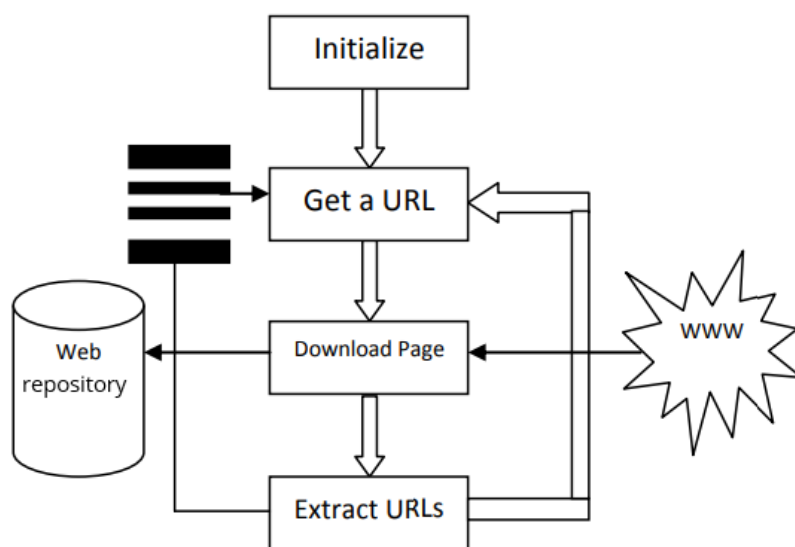 Initialize
Get a URL
Download Page
WWW
Web
repository
Extract URLs